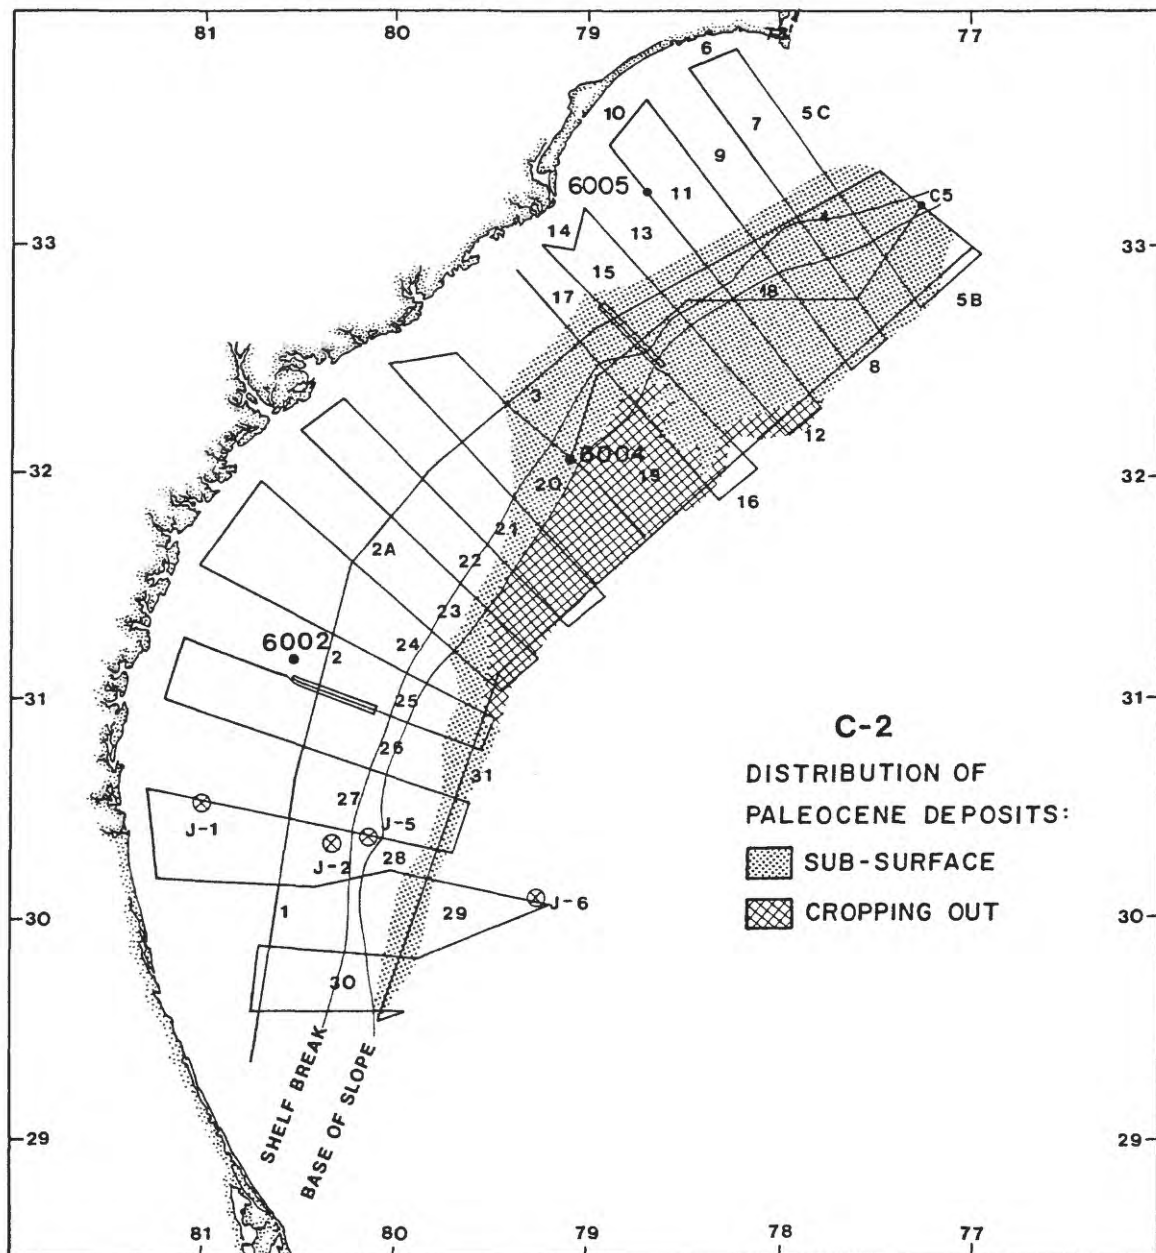 81 80 79 77
6
10 7 5C
9
6005 11
C5
4
14 13
33 33
15
17 18 5B
3 8
12
6004
32 20 19 32
16
21
2A 22
23
6002 2 24
31 25 31
26
C-2
31
DISTRIBUTION OF
27
PALEOCENE DEPOSITS:
J-1 J-5
J-2 28
SUB-SURFACE
30 1 29 J-6 30
CROPPING OUT
30
SHELF BREAK
BASE OF SLOPE
29 29
81 80 79 78 77